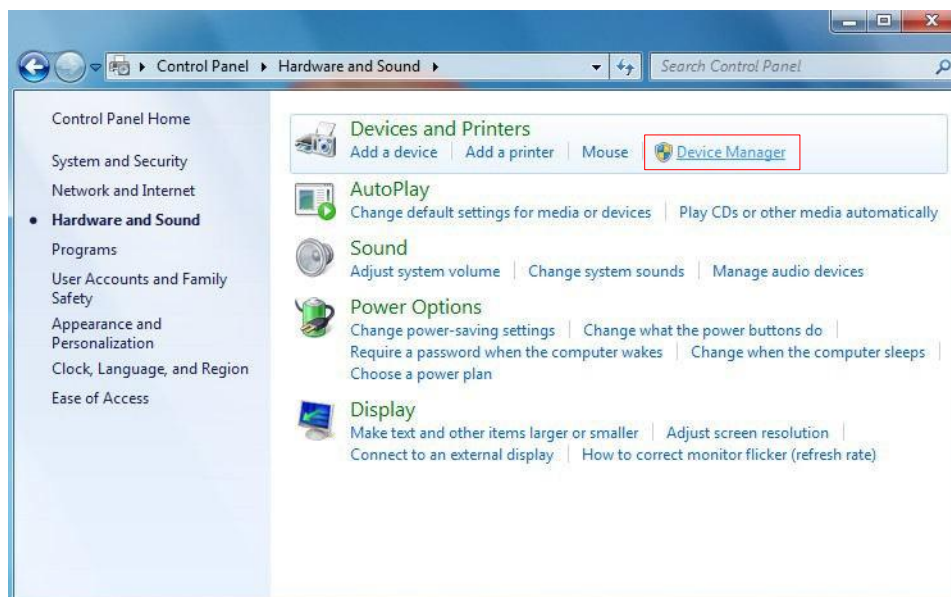 Control Panel Hardware and Sound Search Control Panel
Control Panel Home
System and Security
Network and Internet
Hardware and Sound
Programs
User Accounts and Family
Safety
Appearance and
Personalization
Clock, Language, and Region
Ease of Access
Devices and Printers
Add a device Add a printer Mouse Device Manager
AutoPlay
Change default settings for media or devices Play CDs or other media automatically
Sound
Adjust system volume Change system sounds Manage audio devices
Power Options
Change power-saving settings Change what the power buttons do
Require a password when the computer wakes Change when the computer sleeps
Choose a power plan
Display
Make text and other items larger or smaller Adjust screen resolution
Connect to an external display How to correct monitor flicker (refresh rate)